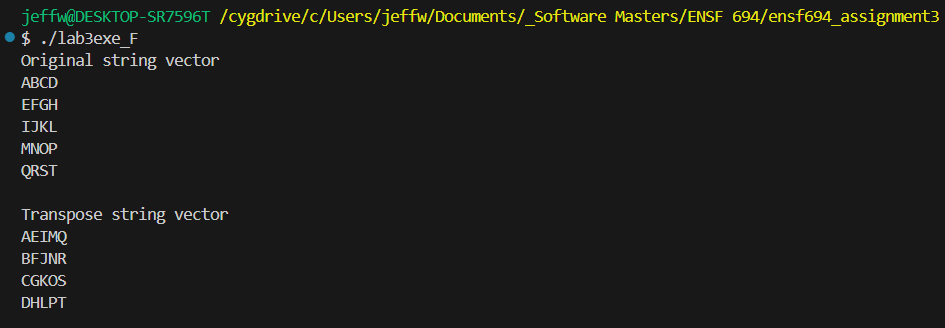 jeffw@DESKTOP-SR7596T /cygdrive/c/Users/jeffw/Documents/_Software Masters/ENSF 694/ensf694_assignment3
$ ./lab3exe_F
Original string vector
ABCD
EFGH
IJKL
MNOP
QRST
Transpose string vector
AEIMQ
BFJNR
CGKOS
DHLPT